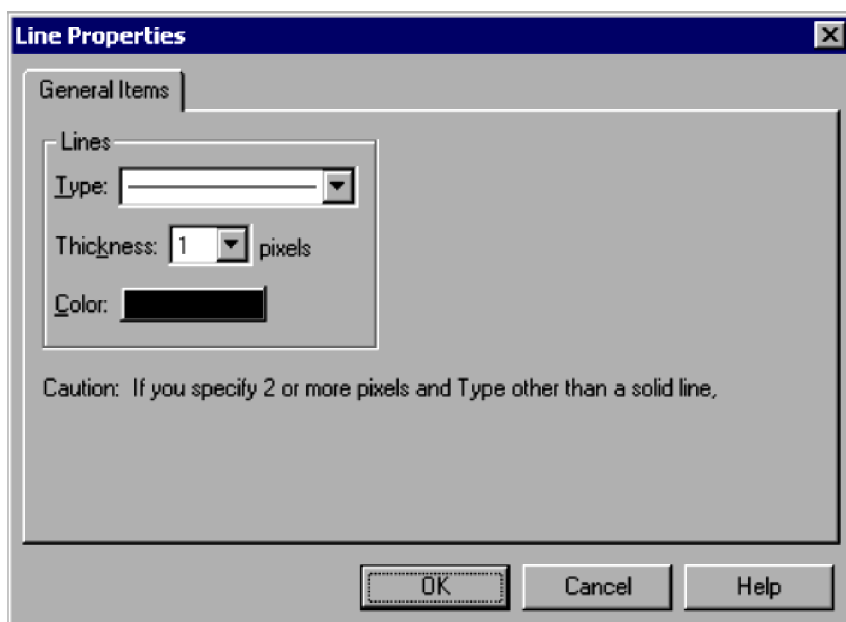 Line Properties
General Items
Lines
Type:
Thickness: 1 pixels
Color:
Caution: If you specify 2 or more pixels and Type other than a solid line,
OK Cancel Help